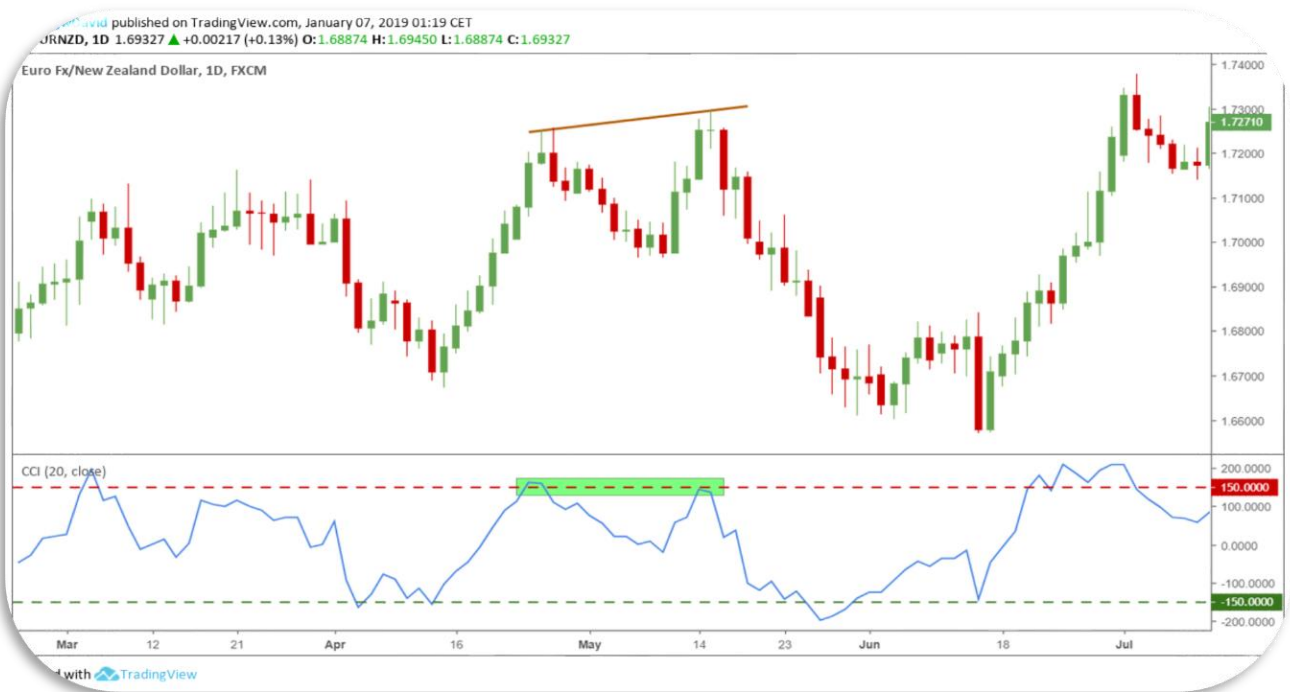 published on TradingView.com, January 07, 2019 01:19 CET
1D 1.69327 ▲ +0.00217 (+0.13%) O:1.68874 H:1.69450 L:1.68874 C:1.69327
Euro Fx/New Zealand Dollar, 1D, FXCM
1.74000
1.73000
1.72710
1.72000
1.71000
1.70000
1.69000
1.68000
1.67000
1.66000
CCI (20, close)
200.0000
150.0000
100.0000
0.0000
-100.0000
-150.0000
-200.0000
Mar 12 21 Apr 16 May 14 23 Jun 18 Jul
with TradingView